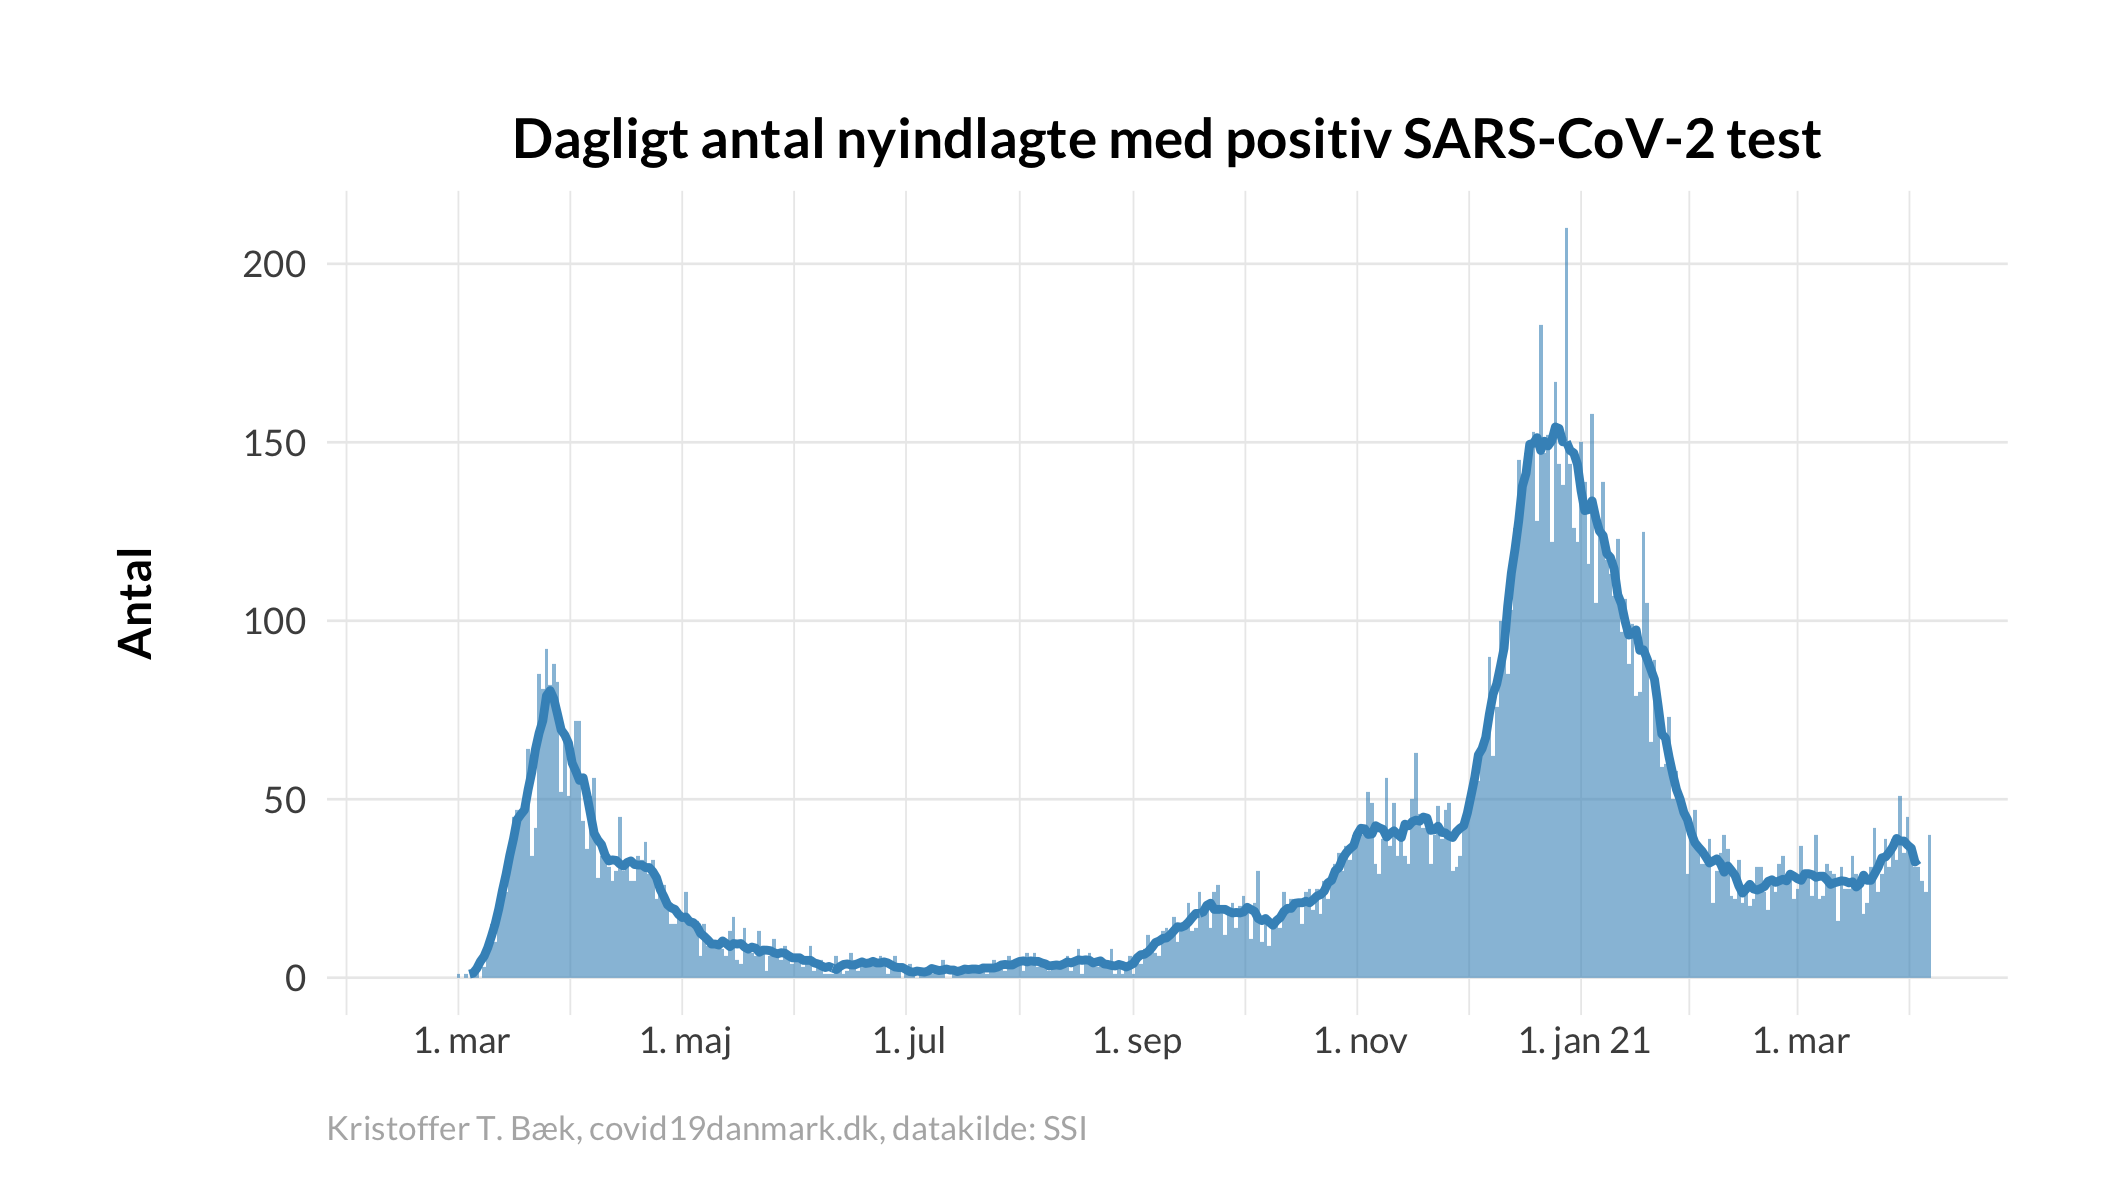 Dagligt antal nyindlagte med positiv SARS-CoV-2 test
Antal
200
150
100
50
0
1. mar 1. maj 1. jul 1. sep 1. nov 1. jan 21 1. mar
Kristoffer T. Bæk, covid19danmark.dk, datakilde: SSI